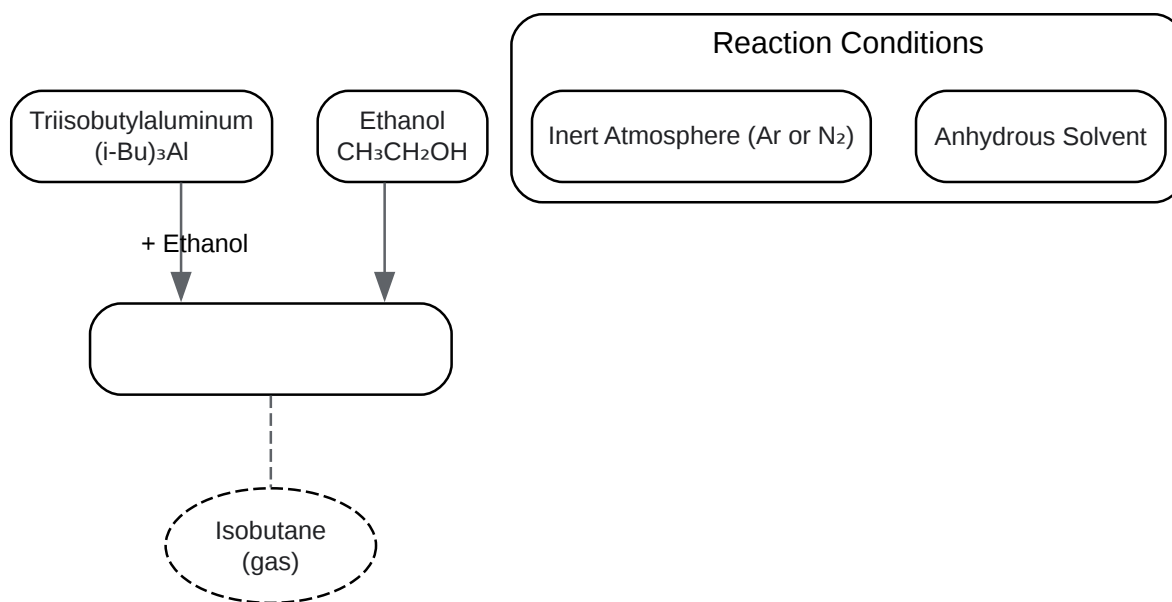 Reaction Conditions
Triisobutylaluminum
(i-Bu)₃Al
Ethanol
CH₃CH₂OH
Inert Atmosphere (Ar or N₂)
Anhydrous Solvent
+ Ethanol
Isobutane
(gas)